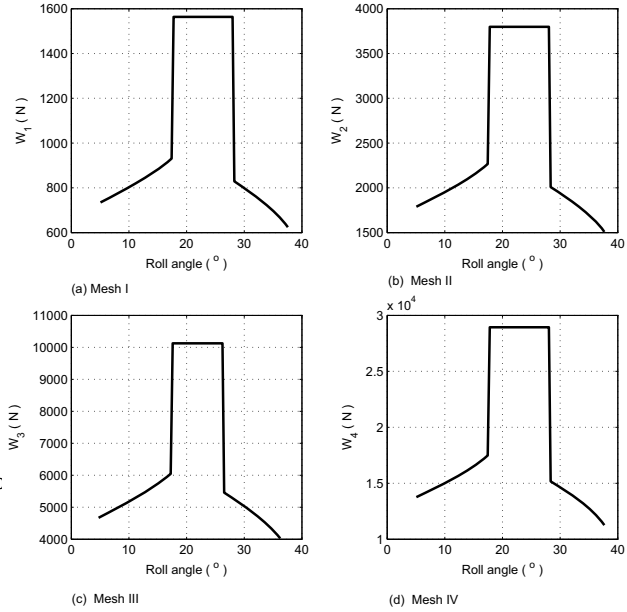 1600
1400
1200
1000
800
600
0 10 20 30 40
W1 ( N )
Roll angle ( o )
(a) Mesh I
4000
3500
3000
2500
2000
1500
0 10 20 30 40
W2 ( N )
Roll angle ( o )
(b) Mesh II
11000
10000
9000
8000
7000
6000
5000
4000
0 10 20 30 40
W3 ( N )
Roll angle ( o )
(c) Mesh III
x 10^4
3
2.5
2
1.5
1
0 10 20 30 40
W4 ( N )
Roll angle ( o )
(d) Mesh IV